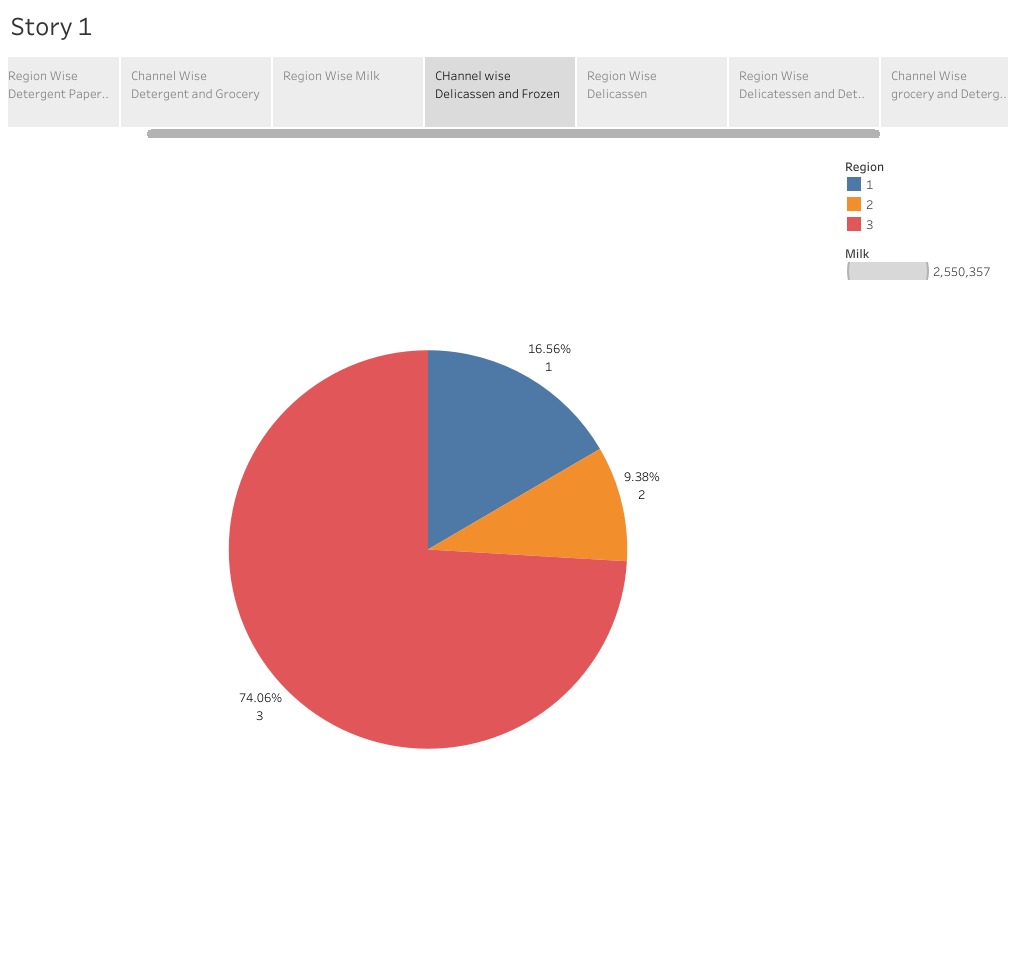 Story 1
Region Wise
Detergent Paper..
Channel Wise
Detergent and Grocery
Region Wise Milk
CHannel wise
Delicassen and Frozen
Region Wise
Delicassen
Region Wise
Delicatessen and Det..
Channel Wise
grocery and Deterg..
Region
1
2
3
Milk
2,550,357
16.56%
1
9.38%
2
74.06%
3